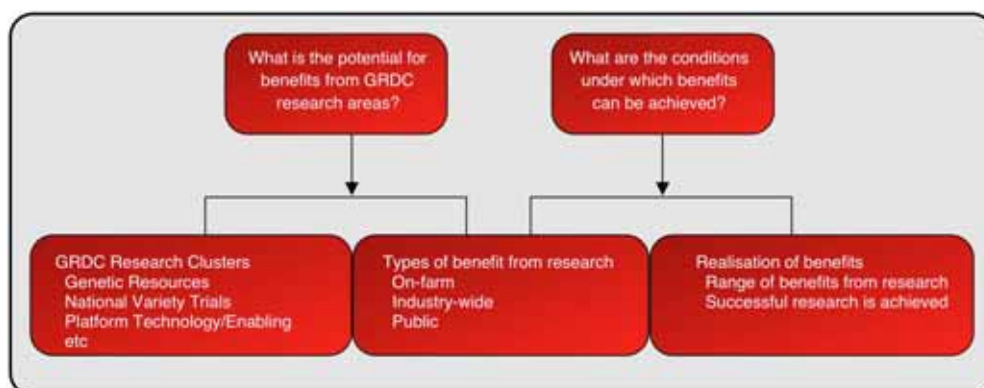 What is the potential for
benefits from GRDC
research areas?
What are the conditions
under which benefits
can be achieved?
GRDC Research Clusters
Genetic Resources
National Variety Trials
Platform Technology/Enabling
etc
Types of benefit from research
On-farm
Industry-wide
Public
Realisation of benefits
Range of benefits from research
Successful research is achieved